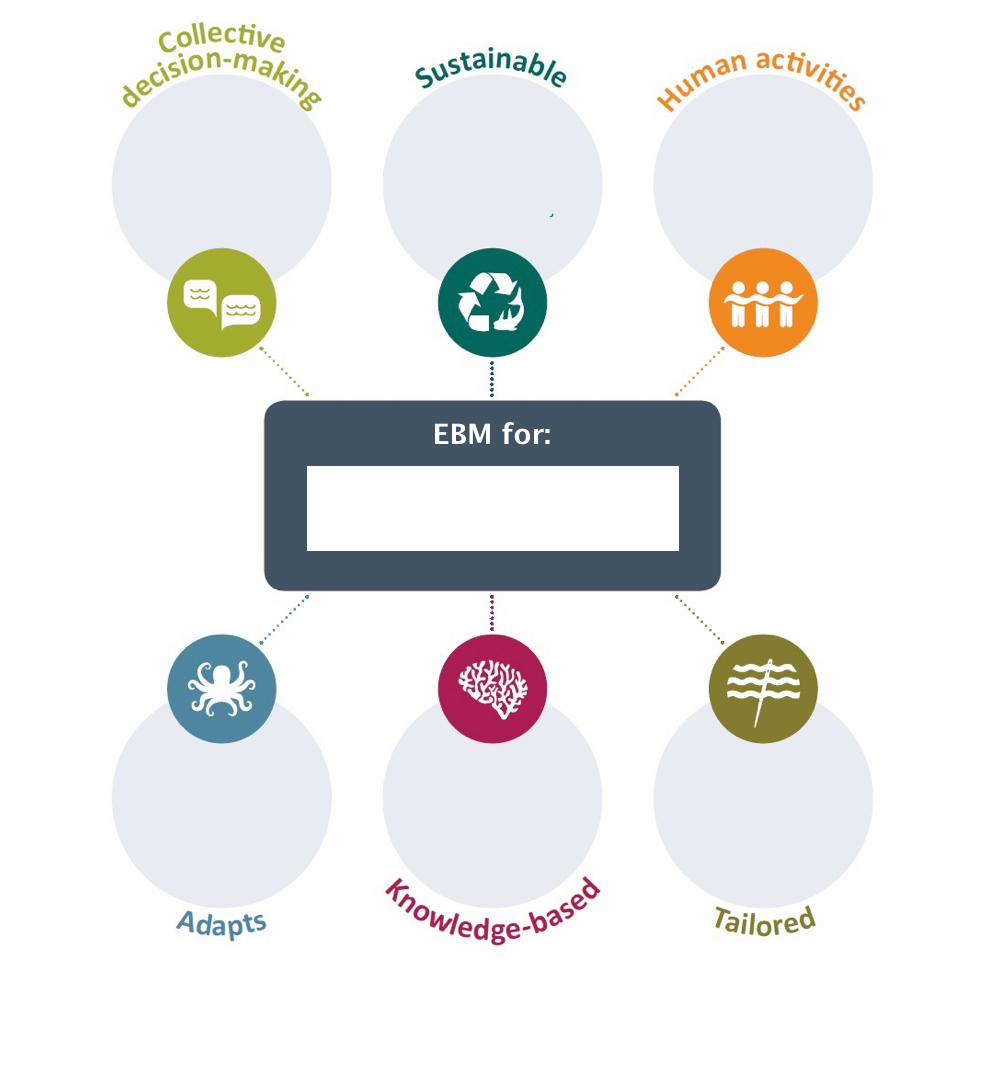 Collective
decision-making
Sustainable
Human activities
EBM for:
Adapts
Knowledge-based
Tailored